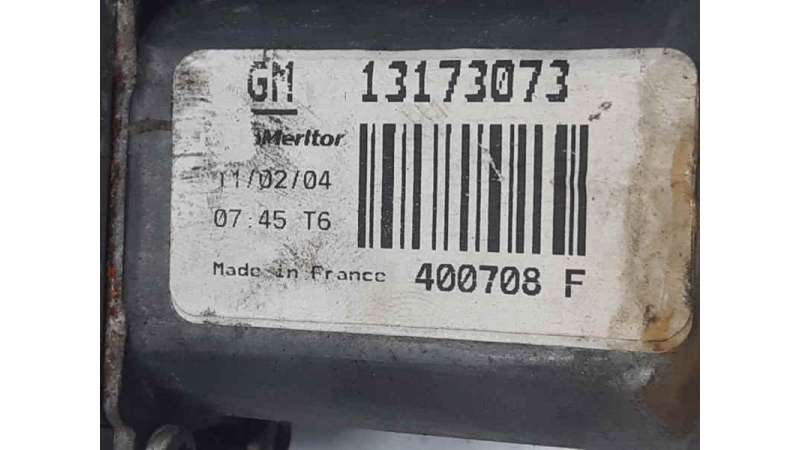 GM 13173073
Meritor
11/02/04
07:45 T6
Made in France 400708 F